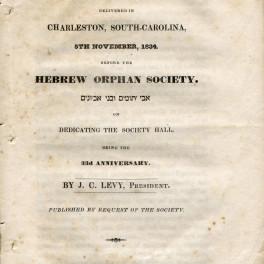 DELIVERED IN
CHARLESTON, SOUTH-CAROLINA,
5TH NOVEMBER, 1834.
BEFORE THE
HEBREW ORPHAN SOCIETY.
אבי יתומים ובני אביונים
ON
DEDICATING THE SOCIETY HALL.
BEING THE
33d ANNIVERSARY.
BY J. C. LEVY, PRESIDENT.
PUBLISHED BY REQUEST OF THE SOCIETY.